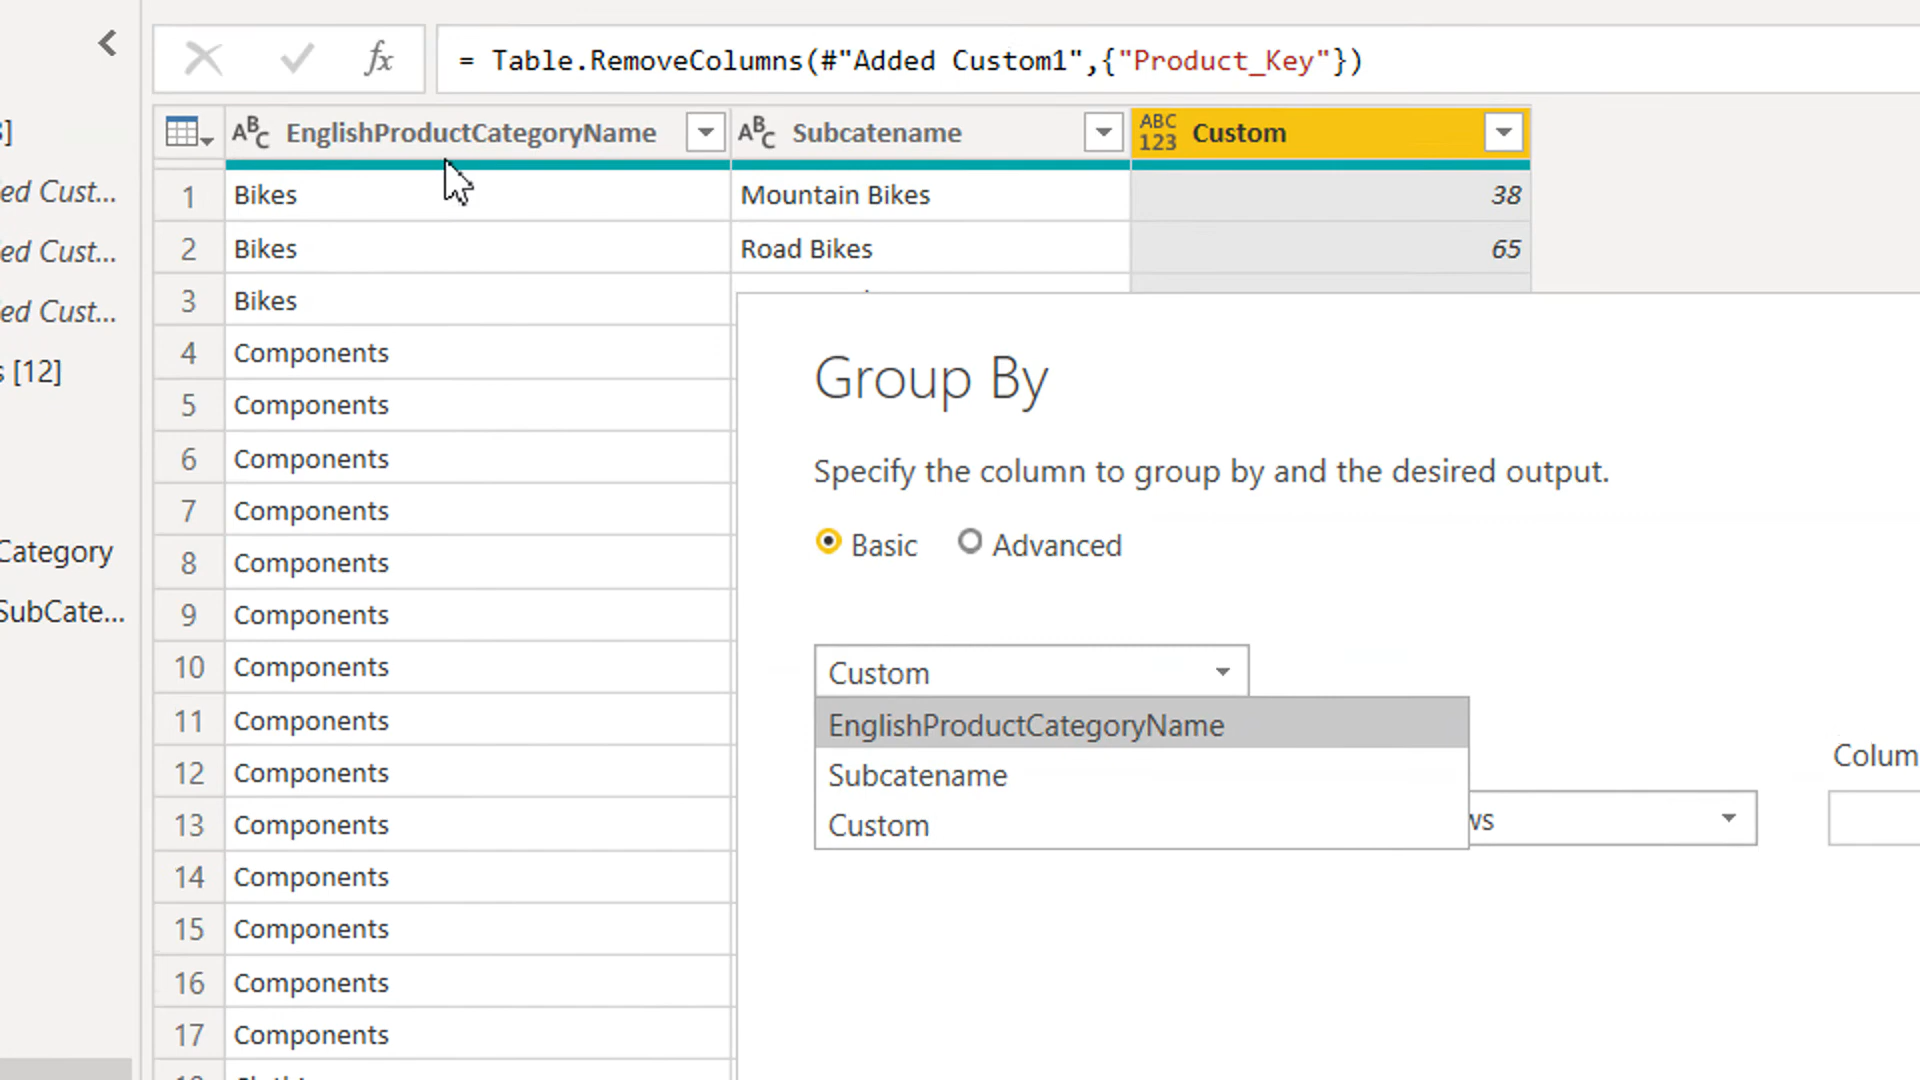 fx
= Table.RemoveColumns(#"Added Custom1",{"Product_Key"})
ABC EnglishProductCategoryName
ABC Subcatename
ABC 123 Custom
]
ed Cust...
ed Cust...
ed Cust...
s [12]
Category
SubCate...
1 Bikes Mountain Bikes 38
2 Bikes Road Bikes 65
3 Bikes
4 Components
5 Components
6 Components
7 Components
8 Components
9 Components
10 Components
11 Components
12 Components
13 Components
14 Components
15 Components
16 Components
17 Components
Group By
Specify the column to group by and the desired output.
Basic Advanced
Custom
EnglishProductCategoryName
Subcatename
Custom
Colum
ws